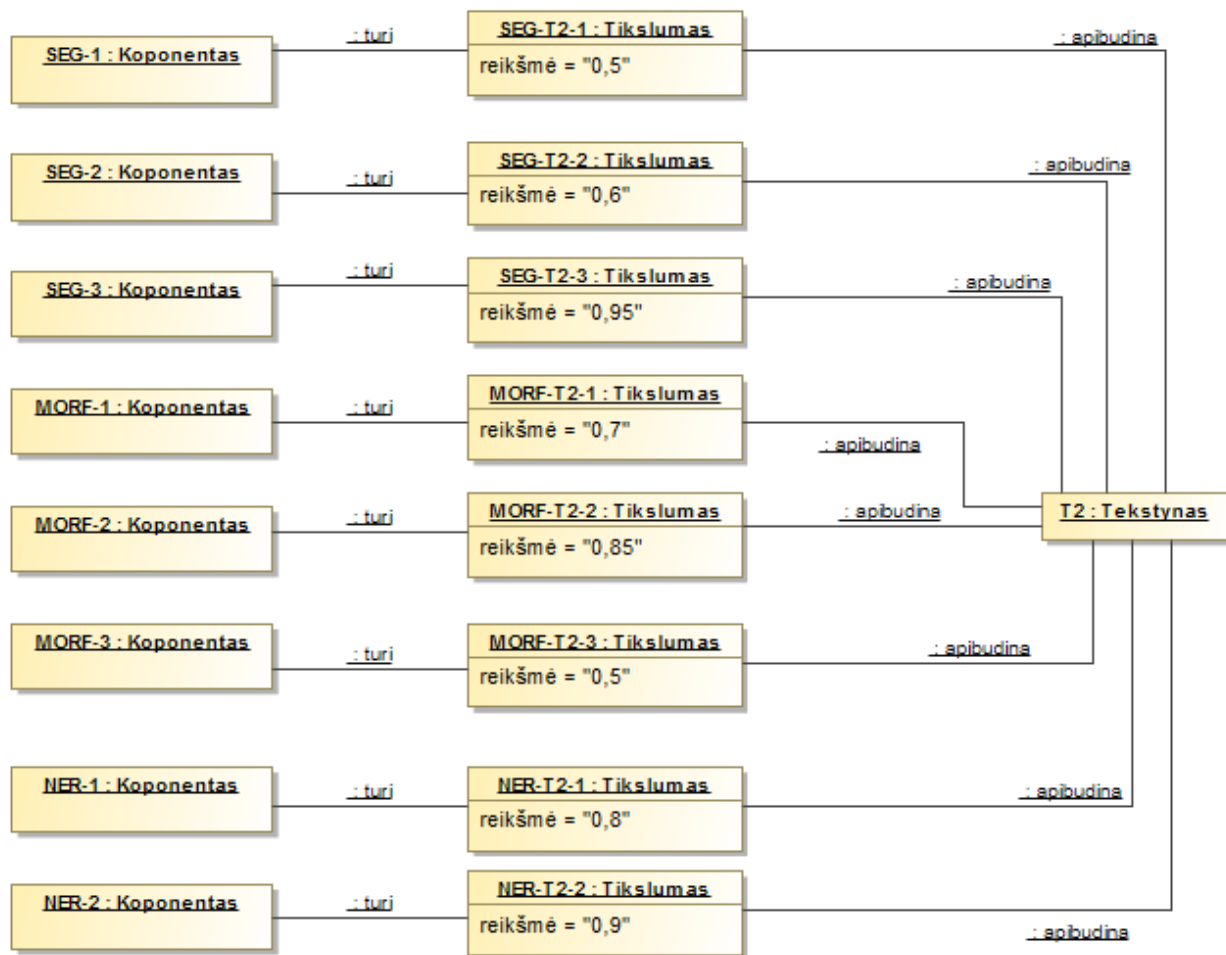 SEG-1 : Koponentas
: turi
SEG-T2-1 : Tikslumas
reikšmė = "0,5"
: apibudina
SEG-2 : Koponentas
: turi
SEG-T2-2 : Tikslumas
reikšmė = "0,6"
: apibudina
SEG-3 : Koponentas
: turi
SEG-T2-3 : Tikslumas
reikšmė = "0,95"
: apibudina
MORF-1 : Koponentas
: turi
MORF-T2-1 : Tikslumas
reikšmė = "0,7"
: apibudina
MORF-2 : Koponentas
: turi
MORF-T2-2 : Tikslumas
reikšmė = "0,85"
: apibudina
T2 : Tekstynas
MORF-3 : Koponentas
: turi
MORF-T2-3 : Tikslumas
reikšmė = "0,5"
: apibudina
NER-1 : Koponentas
: turi
NER-T2-1 : Tikslumas
reikšmė = "0,8"
: apibudina
NER-2 : Koponentas
: turi
NER-T2-2 : Tikslumas
reikšmė = "0,9"
: apibudina